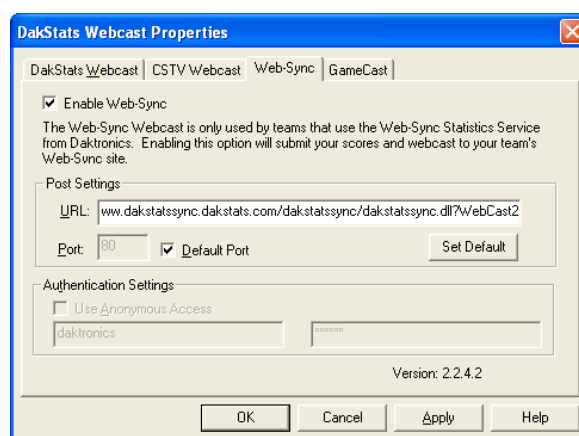 DakStats Webcast Properties
DakStats Webcast CSTV Webcast Web-Sync GameCast
Enable Web-Sync
The Web-Sync Webcast is only used by teams that use the Web-Sync Statistics Service
from Daktronics. Enabling this option will submit your scores and webcast to your team's
Web-Sync site.
Post Settings
URL: ww.dakstatssync.dakstats.com/dakstatssync/dakstatssync.dll?WebCast2
Port: 80 Default Port Set Default
Authentication Settings
Use Anonymous Access
daktronics ******
Version: 2.2.4.2
OK Cancel Apply Help